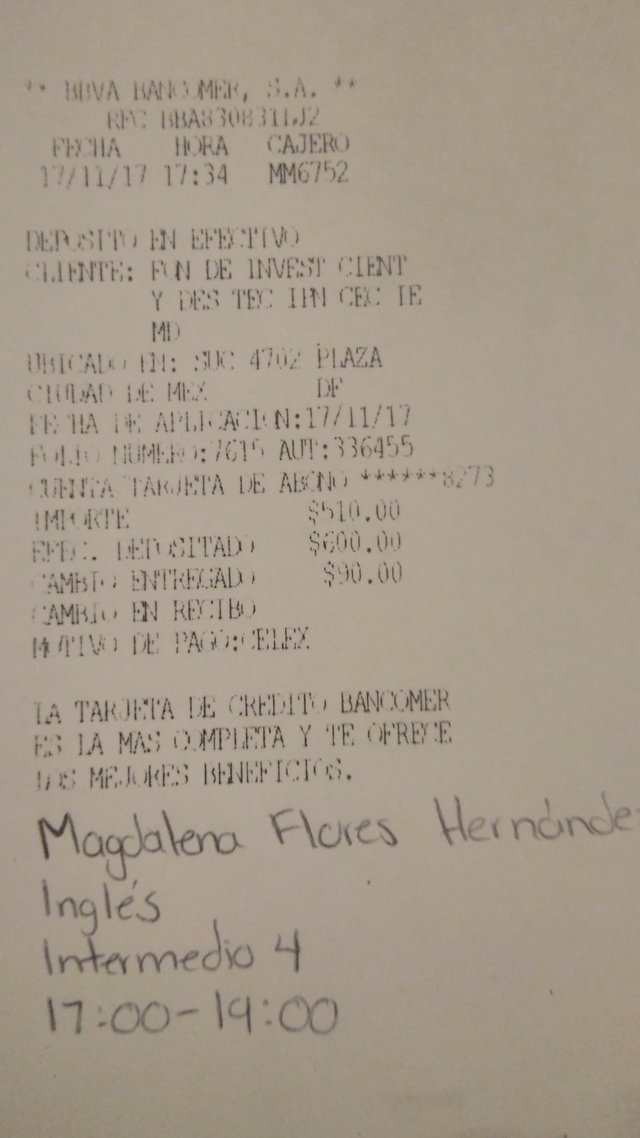 ** BBVA BANCOMER, S.A. **
RFC BBA830831LJ2
FECHA HORA CAJERO
17/11/17 17:34 MM6752
DEPOSITO EN EFECTIVO
CLIENTE: FON DE INVEST CIENT
Y DES TEC IPN CEC IE
MD
UBICADO EN: SUC 4702 PLAZA
CIUDAD DE MEX DF
FECHA DE APLICACION:17/11/17
FOLIO NUMERO:7615 AUT:336455
CUENTA/TARJETA DE ABONO ******8273
IMPORTE $510.00
EFEC. DEPOSITADO $600.00
CAMBIO ENTREGADO $90.00
CAMBIO EN RECIBO
MOTIVO DE PAGO:CELEX
LA TARJETA DE CREDITO BANCOMER
ES LA MAS COMPLETA Y TE OFRECE
LOS MEJORES BENEFICIOS.
Magdalena Flores Hernánde
Inglés
Intermedio 4
17:00-19:00